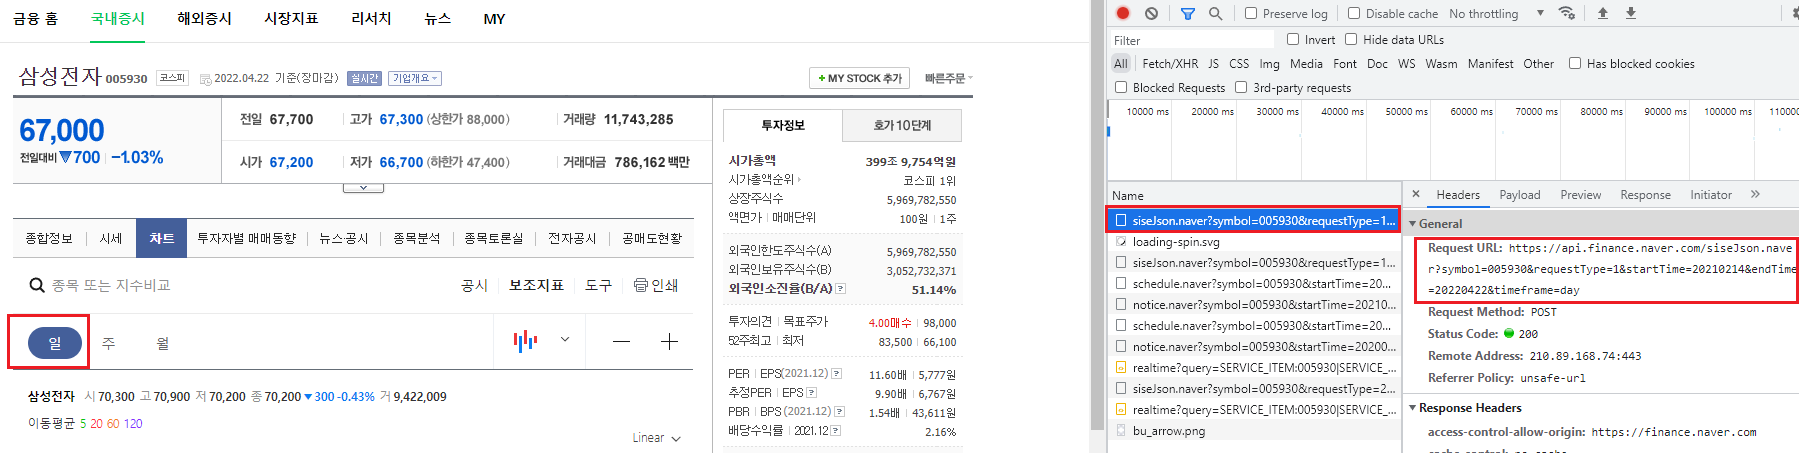 금융 홈 국내증시 해외증시 시장지표 리서치 뉴스 MY
삼성전자 005930 코스피 2022.04.22 기준(장마감) 실시간 기업개요 + MY STOCK 추가 빠른주문
67,000
전일대비 ▼700 | −1.03%
전일 67,700 고가 67,300 (상한가 88,000) 거래량 11,743,285
시가 67,200 저가 66,700 (하한가 47,400) 거래대금 786,162 백만
종합정보 시세 차트 투자자별 매매동향 뉴스·공시 종목분석 종목토론실 전자공시 공매도현황
종목 또는 지수비교 공시 보조지표 도구 인쇄
일 주 월
삼성전자 시 70,300 고 70,900 저 70,200 종 70,200 ▼300 -0.43% 거 9,422,009
이동평균 5 20 60 120
Linear
투자정보 호가 10단계
시가총액 399조 9,754억원
시가총액순위 코스피 1위
상장주식수 5,969,782,550
액면가 | 매매단위 100원 | 1주
외국인한도주식수(A) 5,969,782,550
외국인보유주식수(B) 3,052,732,371
외국인소진율(B/A) ? 51.14%
투자의견 | 목표주가 4.00매수 | 98,000
52주최고 | 최저 83,500 | 66,100
PER | EPS(2021.12) ? 11.60배 | 5,777원
추정PER | EPS ? 9.90배 | 6,767원
PBR | BPS (2021.12) ? 1.54배 | 43,611원
배당수익률 | 2021.12 ? 2.16%
Preserve log Disable cache No throttling
Filter Invert Hide data URLs
All Fetch/XHR JS CSS Img Media Font Doc WS Wasm Manifest Other Has blocked cookies
Blocked Requests 3rd-party requests
10000 ms 20000 ms 30000 ms 40000 ms 50000 ms 60000 ms 70000 ms 80000 ms 90000 ms 100000 ms
Name
siseJson.naver?symbol=005930&requestType=1...
loading-spin.svg
siseJson.naver?symbol=005930&requestType=1...
schedule.naver?symbol=005930&startTime=20...
notice.naver?symbol=005930&startTime=20210...
schedule.naver?symbol=005930&startTime=20...
notice.naver?symbol=005930&startTime=20200...
realtime?query=SERVICE_ITEM:005930|SERVICE_...
siseJson.naver?symbol=005930&requestType=2...
realtime?query=SERVICE_ITEM:005930|SERVICE_...
bu_arrow.png
× Headers Payload Preview Response Initiator »
▼ General
Request URL: https://api.finance.naver.com/siseJson.nave
r?symbol=005930&requestType=1&startTime=20210214&endTime
=20220422&timeframe=day
Request Method: POST
Status Code: 200
Remote Address: 210.89.168.74:443
Referrer Policy: unsafe-url
▼ Response Headers
access-control-allow-origin: https://finance.naver.com